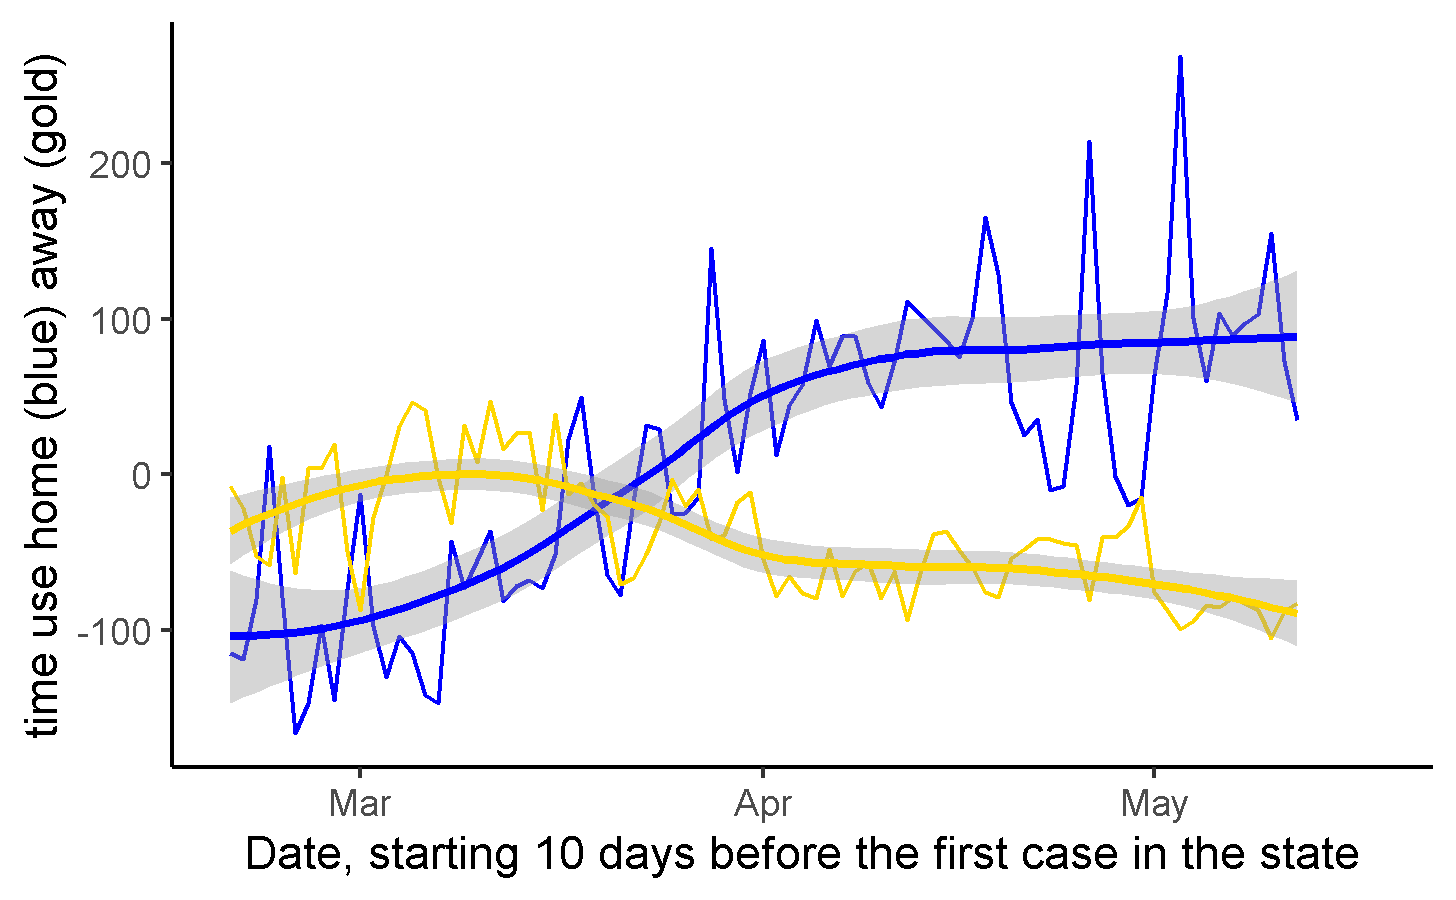 time use home (blue) away (gold)
200
100
0
-100
Mar
Apr
May
Date, starting 10 days before the first case in the state